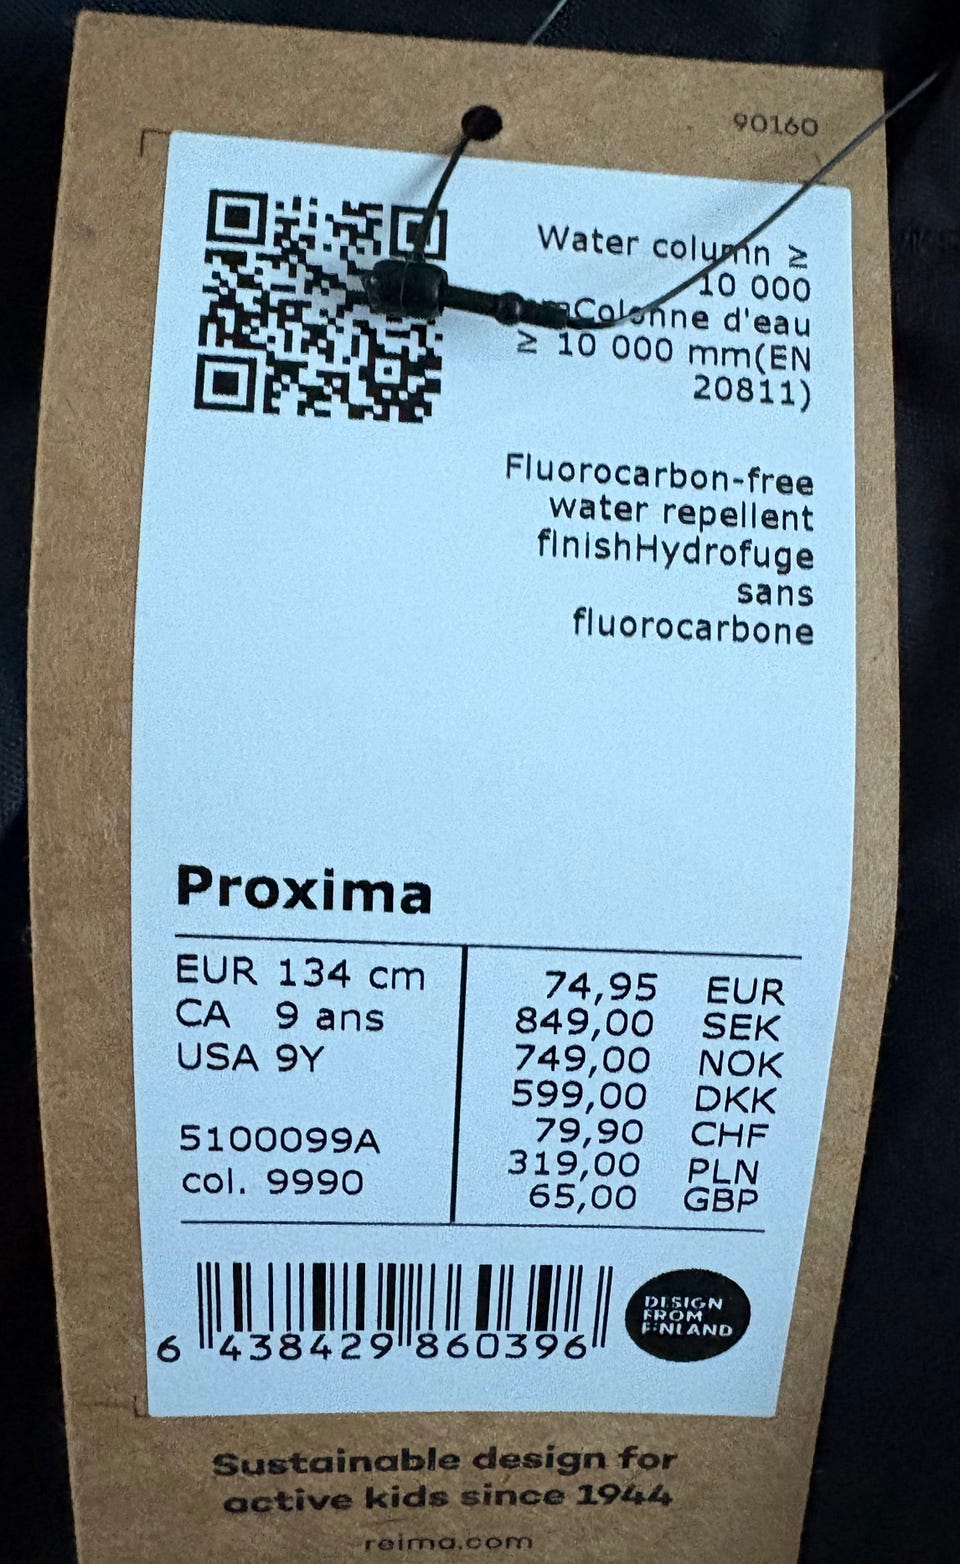 90160
Water column ≥
10 000
Colonne d'eau
≥ 10 000 mm(EN
20811)
Fluorocarbon-free
water repellent
finishHydrofuge
sans
fluorocarbone
Proxima
EUR 134 cm
CA 9 ans
USA 9Y
5100099A
col. 9990
74,95 EUR
849,00 SEK
749,00 NOK
599,00 DKK
79,90 CHF
319,00 PLN
65,00 GBP
6 438429 860396
DESIGN
FROM
FINLAND
Sustainable design for
active kids since 1944
reima.com